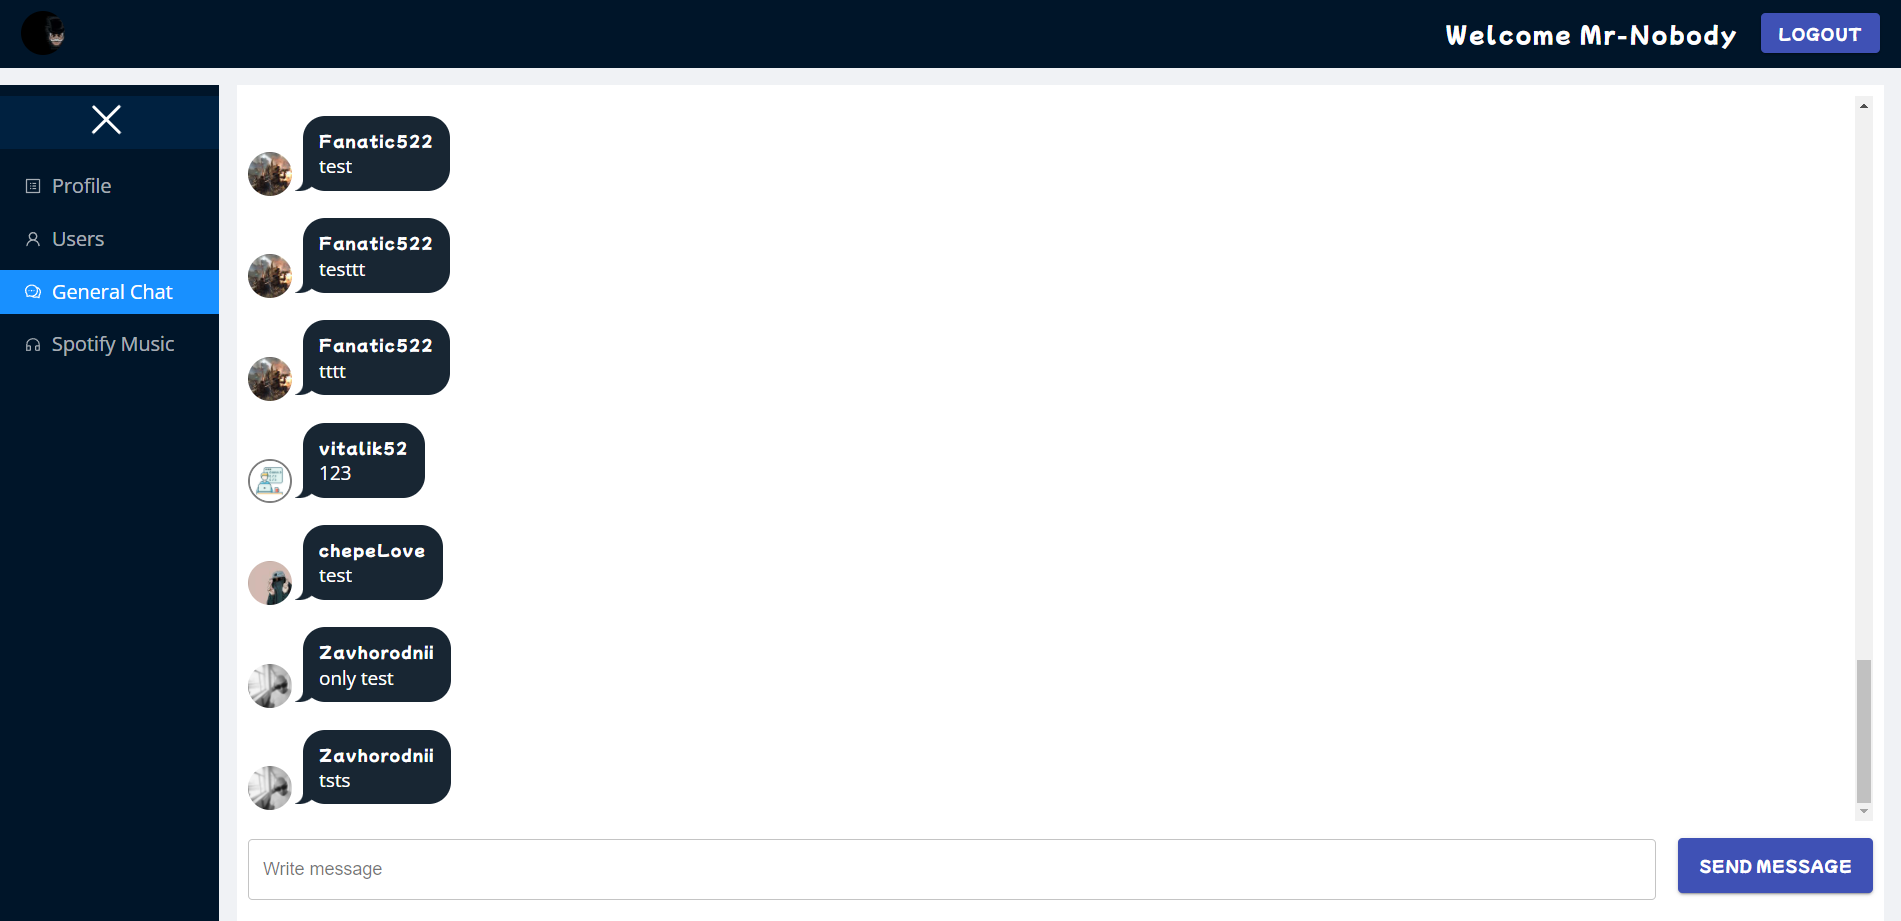 Welcome Mr-Nobody
LOGOUT
Profile
Users
General Chat
Spotify Music
Fanatic522
test
Fanatic522
testtt
Fanatic522
tttt
vitalik52
123
chepeLove
test
Zavhorodnii
only test
Zavhorodnii
tsts
Write message
SEND MESSAGE